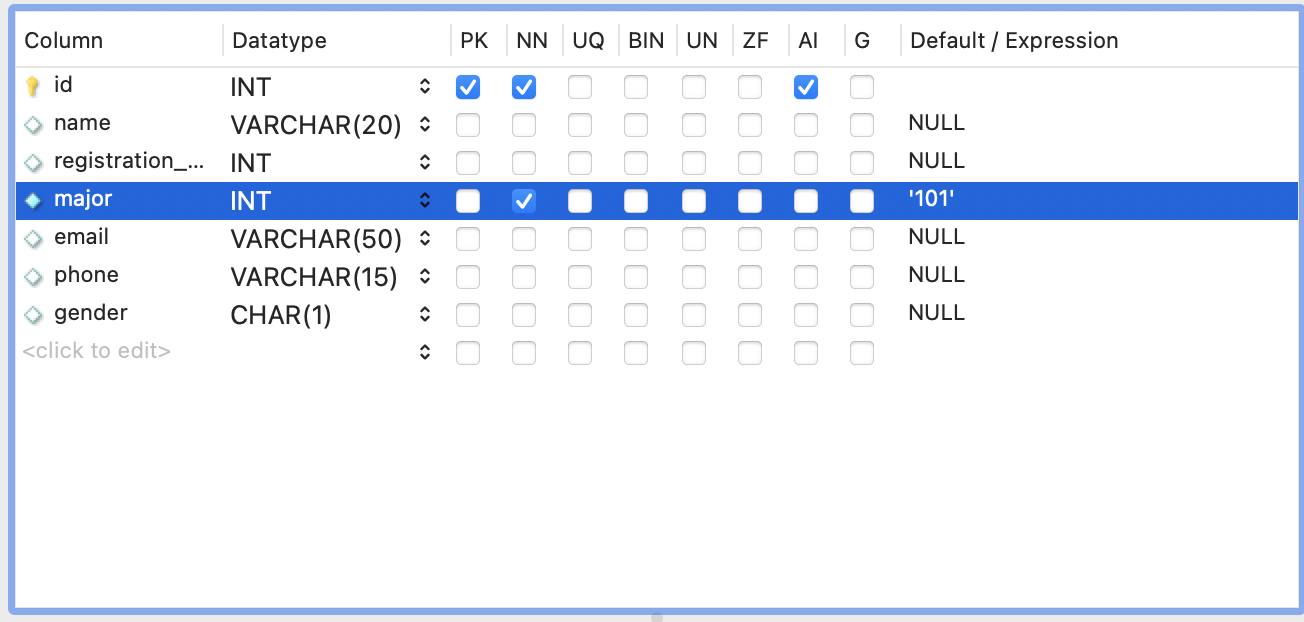 Column Datatype PK NN UQ BIN UN ZF AI G Default / Expression
id INT
name VARCHAR(20) NULL
registration_... INT NULL
major INT '101'
email VARCHAR(50) NULL
phone VARCHAR(15) NULL
gender CHAR(1) NULL
<click to edit>